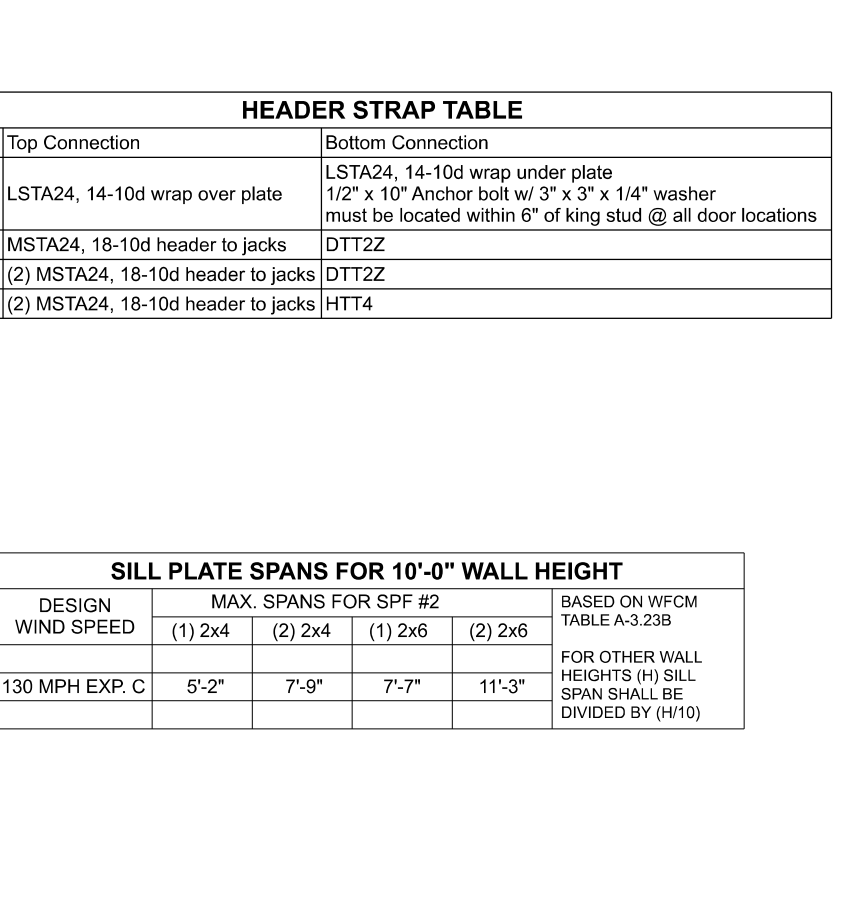 HEADER STRAP TABLE
Top Connection
Bottom Connection
LSTA24, 14-10d wrap over plate
LSTA24, 14-10d wrap under plate
1/2" x 10" Anchor bolt w/ 3" x 3" x 1/4" washer
must be located within 6" of king stud @ all door locations
MSTA24, 18-10d header to jacks
DTT2Z
(2) MSTA24, 18-10d header to jacks
DTT2Z
(2) MSTA24, 18-10d header to jacks
HTT4
SILL PLATE SPANS FOR 10'-0" WALL HEIGHT
DESIGN
WIND SPEED
MAX. SPANS FOR SPF #2
(1) 2x4
(2) 2x4
(1) 2x6
(2) 2x6
130 MPH EXP. C
5'-2"
7'-9"
7'-7"
11'-3"
BASED ON WFCM
TABLE A-3.23B
FOR OTHER WALL
HEIGHTS (H) SILL
SPAN SHALL BE
DIVIDED BY (H/10)